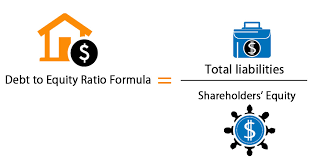 Debt to Equity Ratio Formula =
Total liabilities
Shareholders' Equity